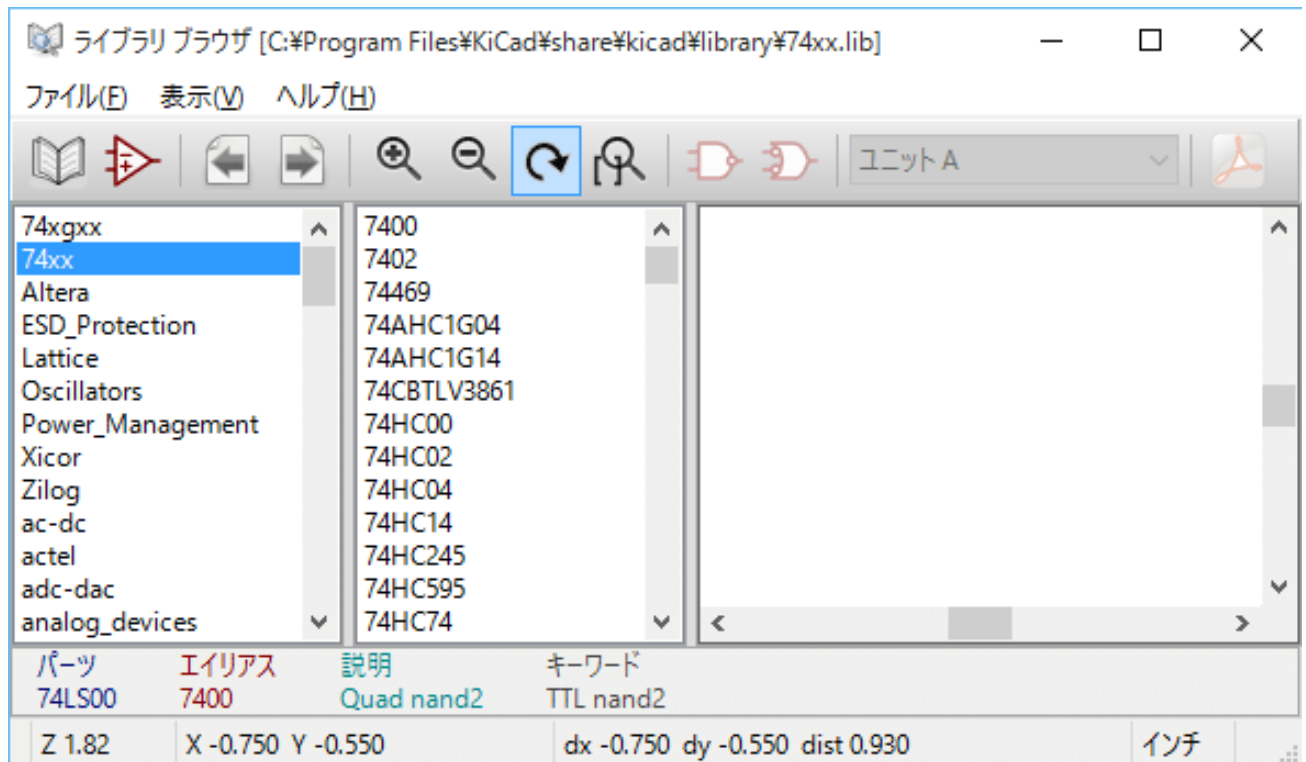 ライブラリ ブラウザ [C:¥Program Files¥KiCad¥share¥kicad¥library¥74xx.lib]
ファイル(F) 表示(V) ヘルプ(H)
ユニット A
74xgxx
74xx
Altera
ESD_Protection
Lattice
Oscillators
Power_Management
Xicor
Zilog
ac-dc
actel
adc-dac
analog_devices
7400
7402
74469
74AHC1G04
74AHC1G14
74CBTLV3861
74HC00
74HC02
74HC04
74HC14
74HC245
74HC595
74HC74
パーツ エイリアス 説明 キーワード
74LS00 7400 Quad nand2 TTL nand2
Z 1.82 X -0.750 Y -0.550 dx -0.750 dy -0.550 dist 0.930 インチ